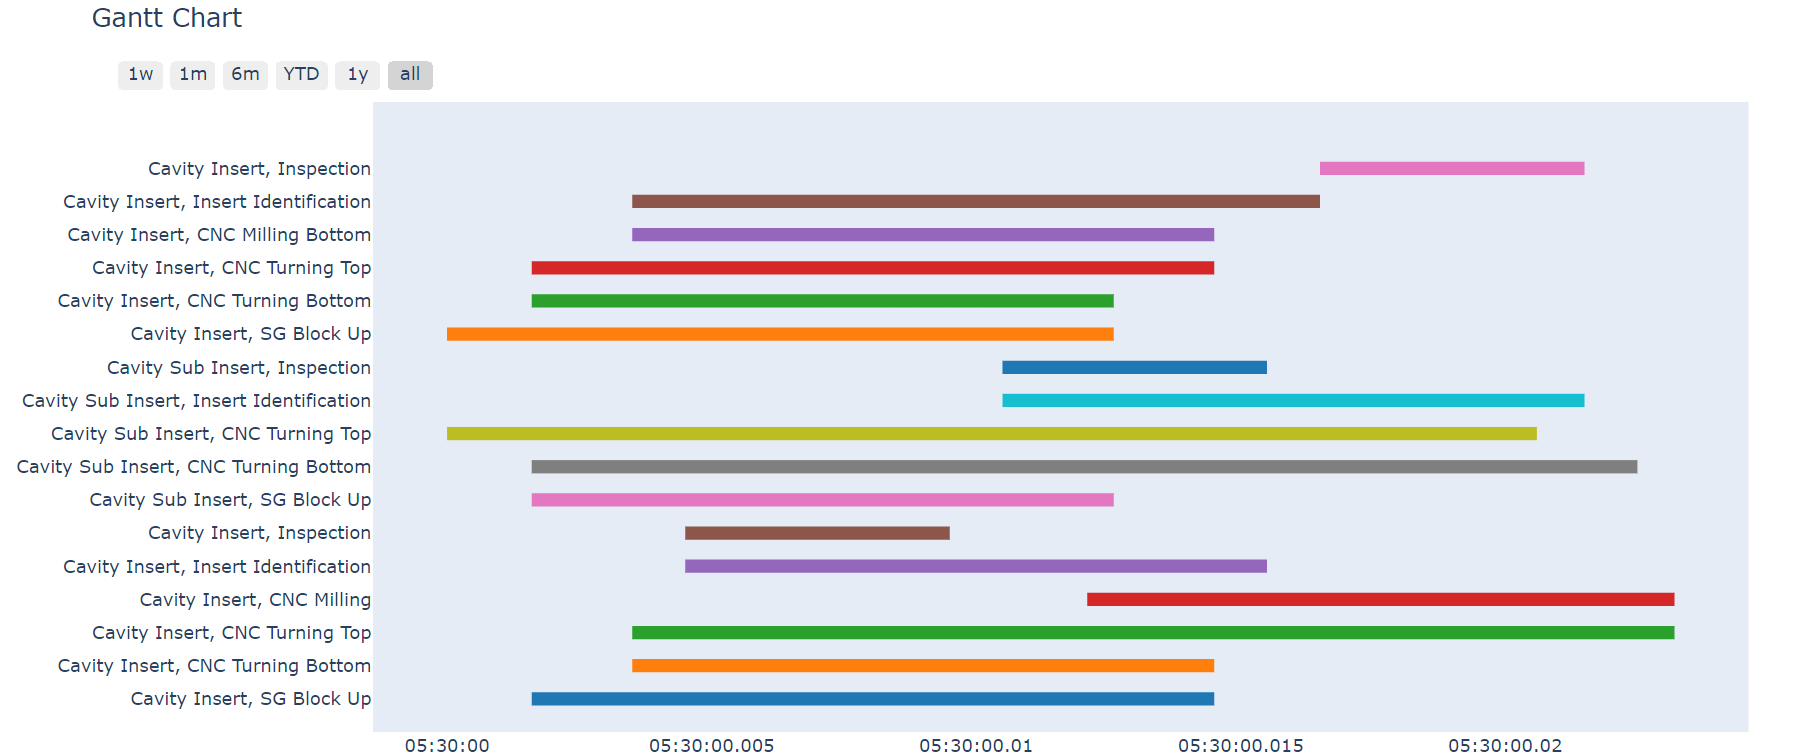 Gantt Chart
1w 1m 6m YTD 1y all
Cavity Insert, Inspection
Cavity Insert, Insert Identification
Cavity Insert, CNC Milling Bottom
Cavity Insert, CNC Turning Top
Cavity Insert, CNC Turning Bottom
Cavity Insert, SG Block Up
Cavity Sub Insert, Inspection
Cavity Sub Insert, Insert Identification
Cavity Sub Insert, CNC Turning Top
Cavity Sub Insert, CNC Turning Bottom
Cavity Sub Insert, SG Block Up
Cavity Insert, Inspection
Cavity Insert, Insert Identification
Cavity Insert, CNC Milling
Cavity Insert, CNC Turning Top
Cavity Insert, CNC Turning Bottom
Cavity Insert, SG Block Up
05:30:00 05:30:00.005 05:30:00.01 05:30:00.015 05:30:00.02